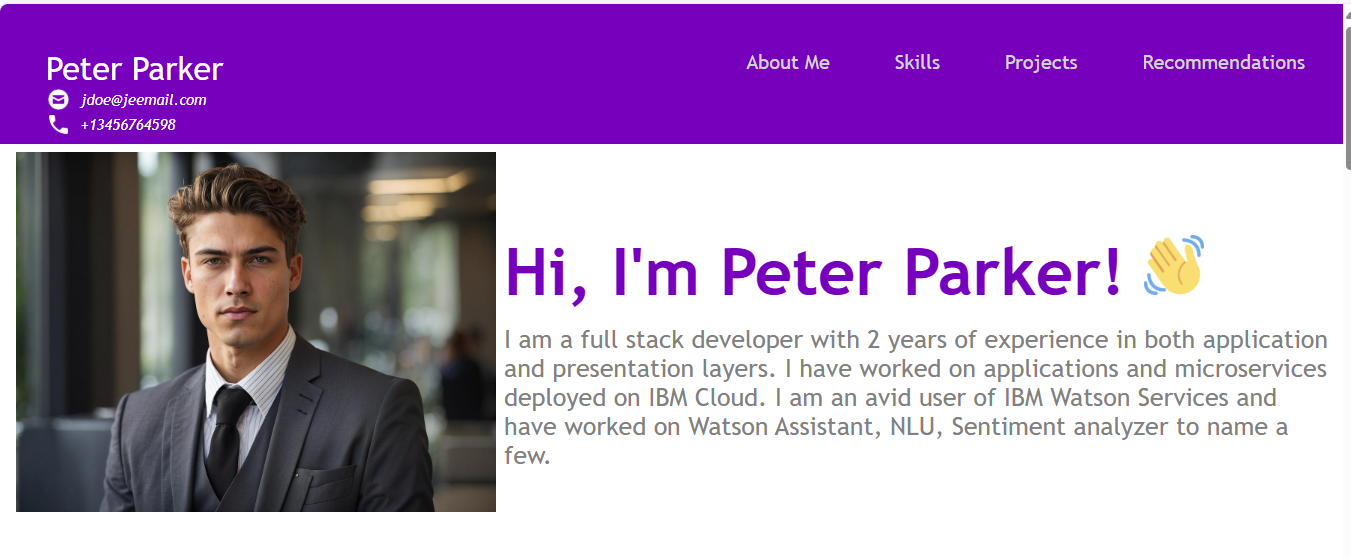 Peter Parker
jdoe@jeemail.com
+13456764598
About Me Skills Projects Recommendations
Hi, I'm Peter Parker! 👋
I am a full stack developer with 2 years of experience in both application
and presentation layers. I have worked on applications and microservices
deployed on IBM Cloud. I am an avid user of IBM Watson Services and
have worked on Watson Assistant, NLU, Sentiment analyzer to name a
few.